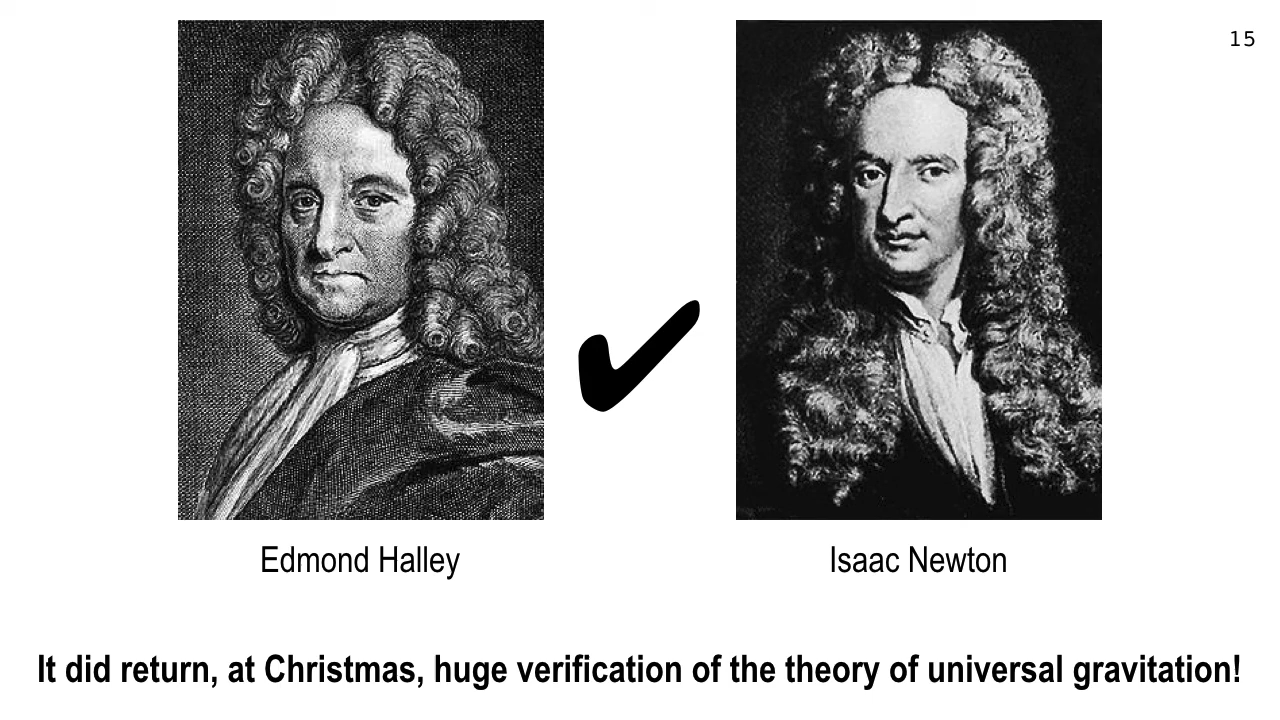 15
Edmond Halley
Isaac Newton
It did return, at Christmas, huge verification of the theory of universal gravitation!